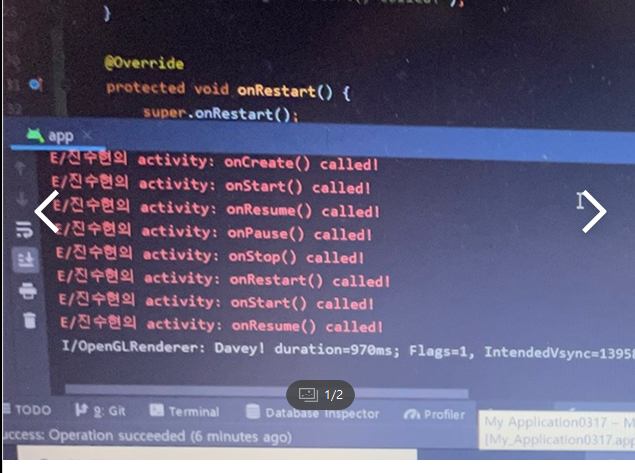 }
@Override
31
protected void onRestart() {
32
super.onRestart();
app
E/진수현의 activity: onCreate() called!
E/진수현의 activity: onStart() called!
E/진수현의 activity: onResume() called!
E/진수현의 activity: onPause() called!
E/진수현의 activity: onStop() called!
E/진수현의 activity: onRestart() called!
E/진수현의 activity: onStart() called!
E/진수현의 activity: onResume() called!
I/OpenGLRenderer: Davey! duration=970ms; Flags=1, IntendedVsync=13958
1/2
TODO 9: Git Terminal Database Inspector Profiler
My Application0317 – M
uccess: Operation succeeded (6 minutes ago)
[My_Application0317.app